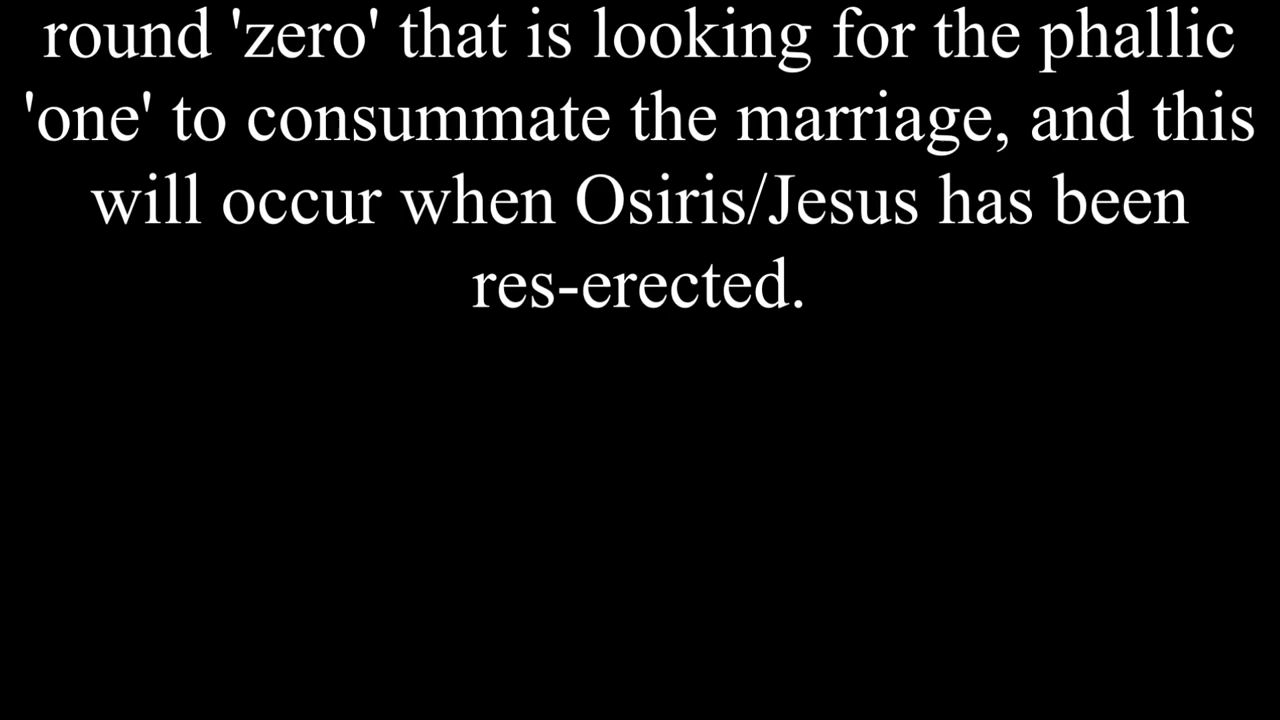 round 'zero' that is looking for the phallic
'one' to consummate the marriage, and this
will occur when Osiris/Jesus has been
res-erected.